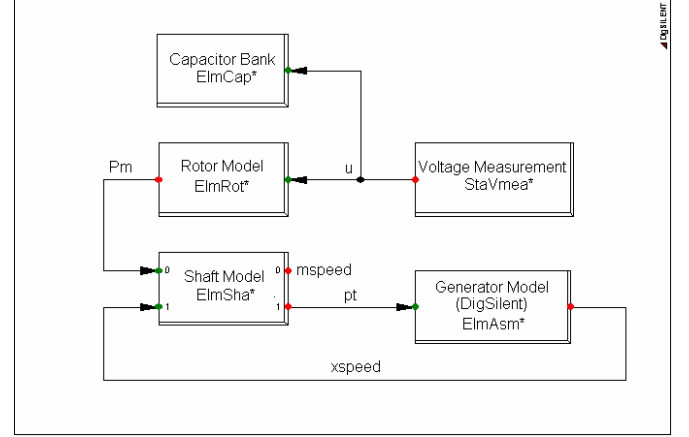 DIgSILENT
Capacitor Bank
ElmCap*
Pm
Rotor Model
ElmRot*
u
Voltage Measurement
StaVmea*
0
Shaft Model
ElmSha*
1
0
mspeed
1
pt
Generator Model
(DigSilent)
ElmAsm*
xspeed